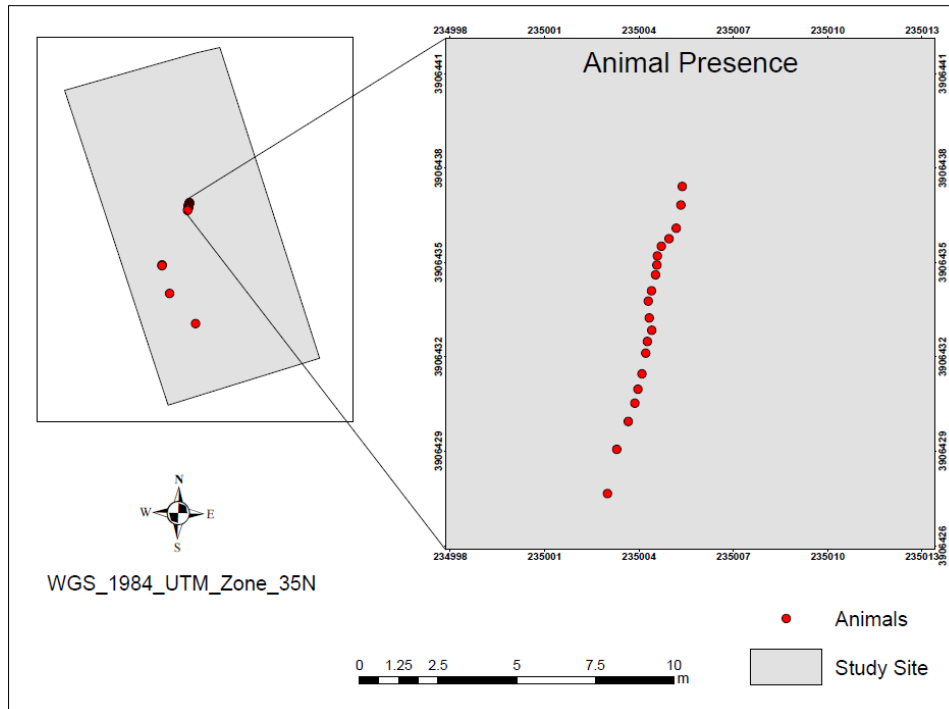 234998 235001 235004 235007 235010 235013
Animal Presence
3906441 3906441
3906438 3906438
3906435 3906435
3906432 3906432
3906429 3906429
3906426 3906426
234998 235001 235004 235007 235010 235013
N
W E
S
WGS_1984_UTM_Zone_35N
Animals
Study Site
0 1.25 2.5 5 7.5 10
m